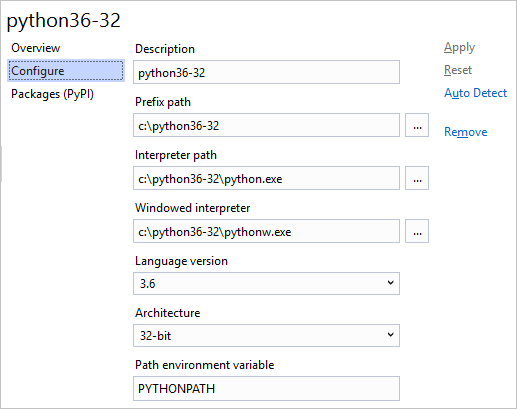 python36-32
Overview
Configure
Packages (PyPI)
Description
python36-32
Prefix path
c:\python36-32
...
Interpreter path
c:\python36-32\python.exe
...
Windowed interpreter
c:\python36-32\pythonw.exe
...
Language version
3.6
Architecture
32-bit
Path environment variable
PYTHONPATH
Apply
Reset
Auto Detect
Remove